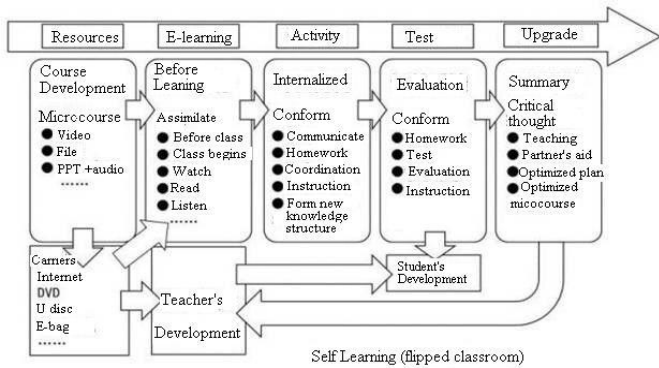 Resources
E-learning
Activity
Test
Upgrade
Course
Development
Microcourse
Video
File
PPT +audio
......
Before
Leaning
Assimilate
Before class
Class begins
Watch
Read
Listen
......
Internalized
Conform
Communicate
Homework
Coordination
Instruction
Form new
knowledge
structure
Evaluation
Conform
Homework
Test
Evaluation
Instruction
Summary
Critical
thought
Teaching
Partner's aid
Optimized plan
Optimized
micocourse
Carriers
Internet
DVD
U disc
E-bag
......
Teacher's
Development
Student's
Development
Self Learning (flipped classroom)